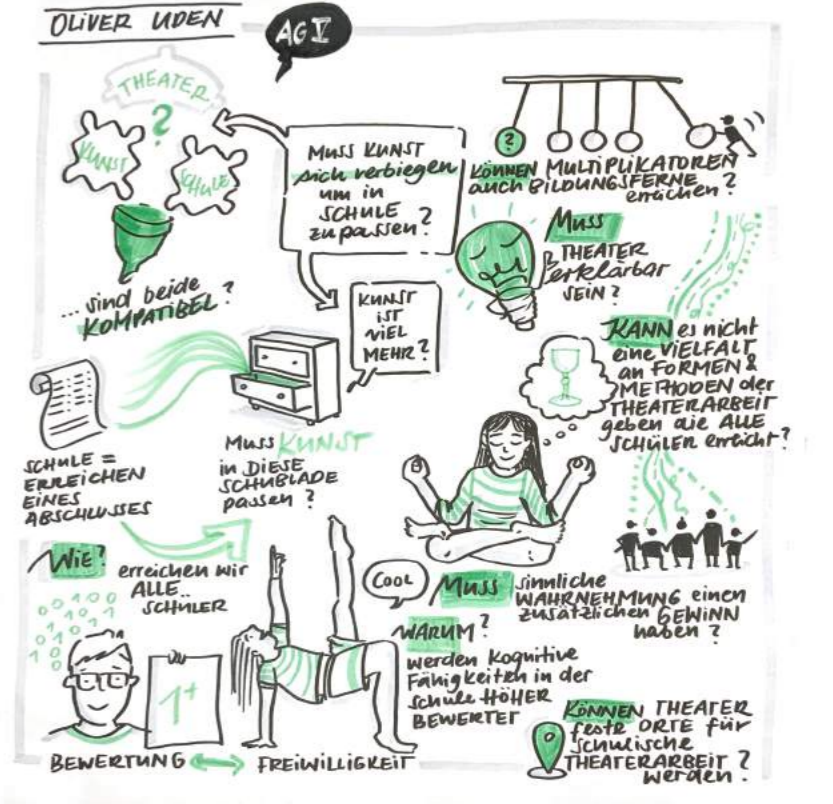 OLIVER UDEN
AG V
THEATER
?
KUNST
SCHULE
... sind beide
KOMPATIBEL?
MUSS KUNST
sich verbiegen
um in
SCHULE
zu passen?
KUNST
IST
VIEL
MEHR?
?
KÖNNEN MULTIPLIKATOREN
auch BILDUNGSFERNE
erreichen?
Muss
THEATER
erklärbar
SEIN?
KANN es nicht
eine VIELFALT
an FORMEN &
METHODEN der
THEATERARBEIT
geben die ALLE
SCHÜLER erreicht?
SCHULE =
ERREICHEN
EINES
ABSCHLUSSES
Muss KUNST
in DIESE
SCHUBLADE
passen?
WIE?
erreichen wir
ALLE
SCHÜLER
1+
BEWERTUNG
FREIWILLIGKEIT
COOL
Muss sinnliche
WAHRNEHMUNG einen
zusätzlichen GEWINN
haben?
WARUM?
werden kognitive
Fähigkeiten in der
Schule HÖHER
BEWERTET
KÖNNEN THEATER
feste ORTE für
schulische
THEATERARBEIT?
werden.